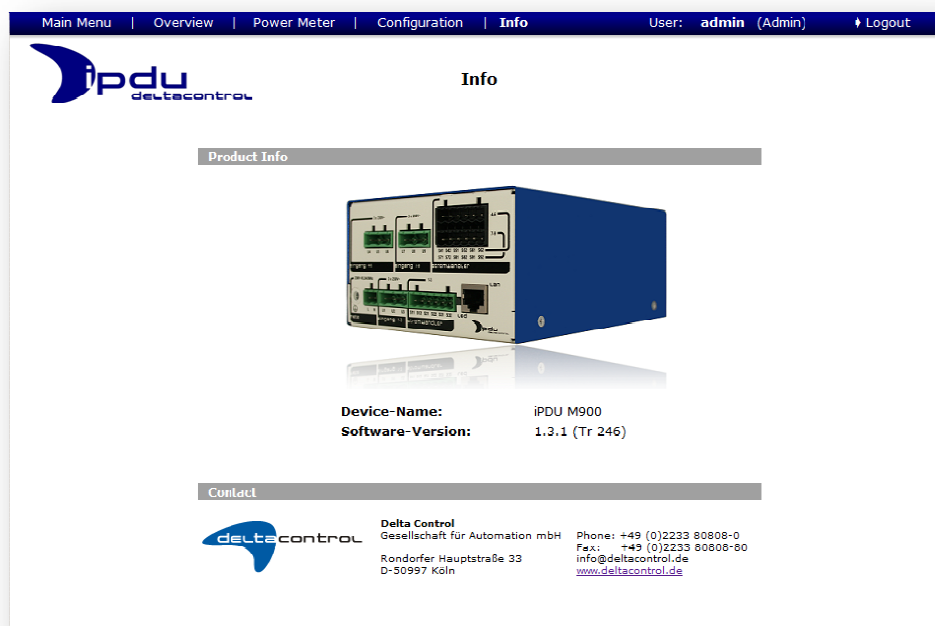 Main Menu | Overview | Power Meter | Configuration | Info User: admin (Admin) Logout
ipdu
deltacontrol
Info
Product Info
Lan
Led
ipdu
Device-Name: iPDU M900
Software-Version: 1.3.1 (Tr 246)
Contact
deltacontrol
Delta Control
Gesellschaft für Automation mbH Phone: +49 (0)2233 80808-0
Fax: +49 (0)2233 80808-80
Rondorfer Hauptstraße 33 info@deltacontrol.de
D-50997 Köln www.deltacontrol.de